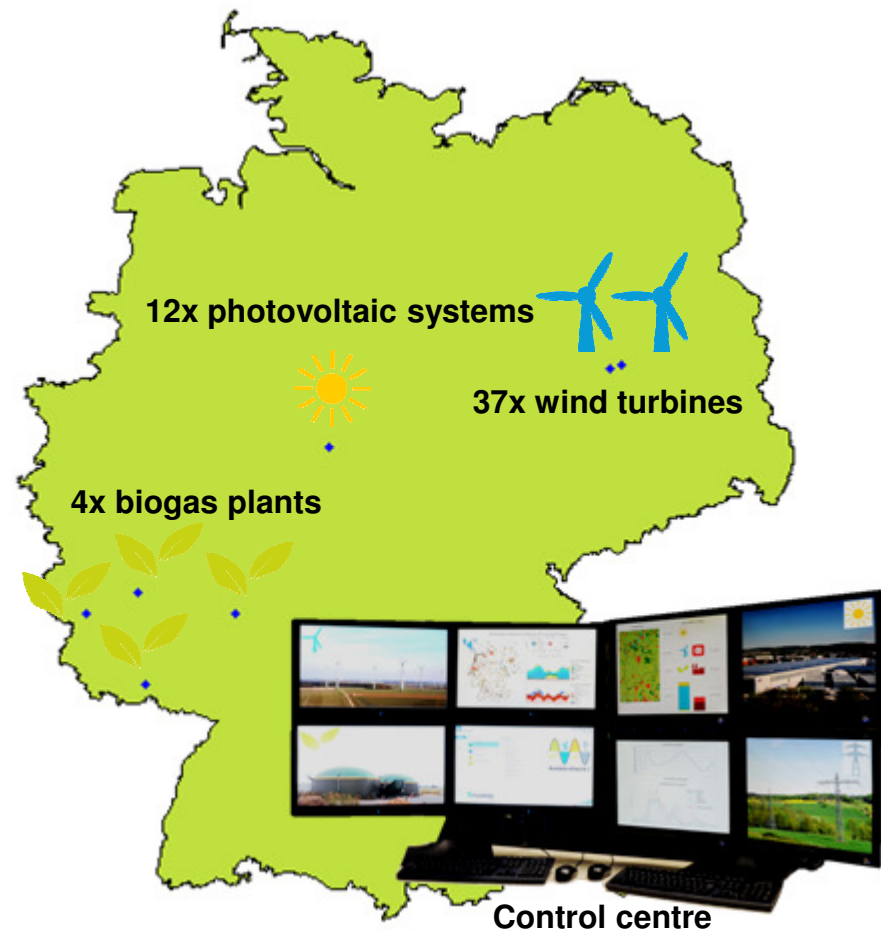 12x photovoltaic systems
37x wind turbines
4x biogas plants
Control centre